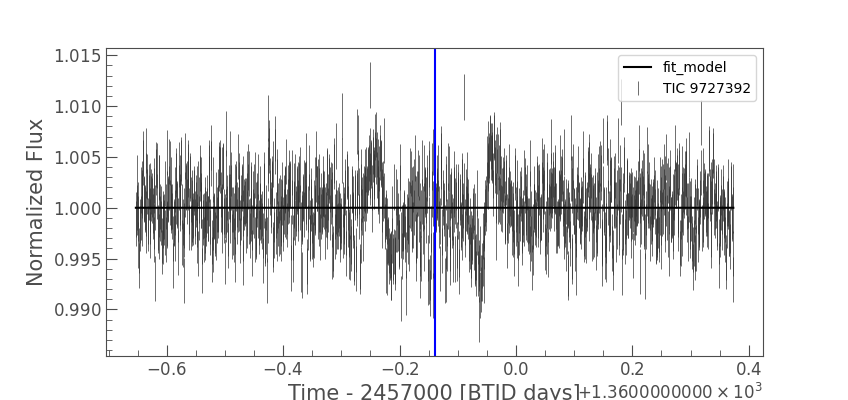 Normalized Flux
1.015
1.010
1.005
1.000
0.995
0.990
fit_model
TIC 9727392
−0.6 −0.4 −0.2 0.0 0.2 0.4
Time - 2457000 [BTJD days]
+1.3600000000 × 10³